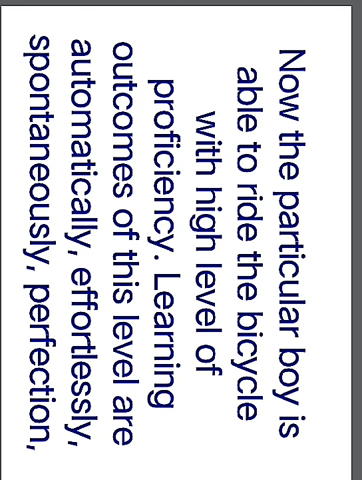 Now the particular boy is
able to ride the bicycle
with high level of
proficiency. Learning
outcomes of this level are
automatically, effortlessly,
spontaneously, perfection,